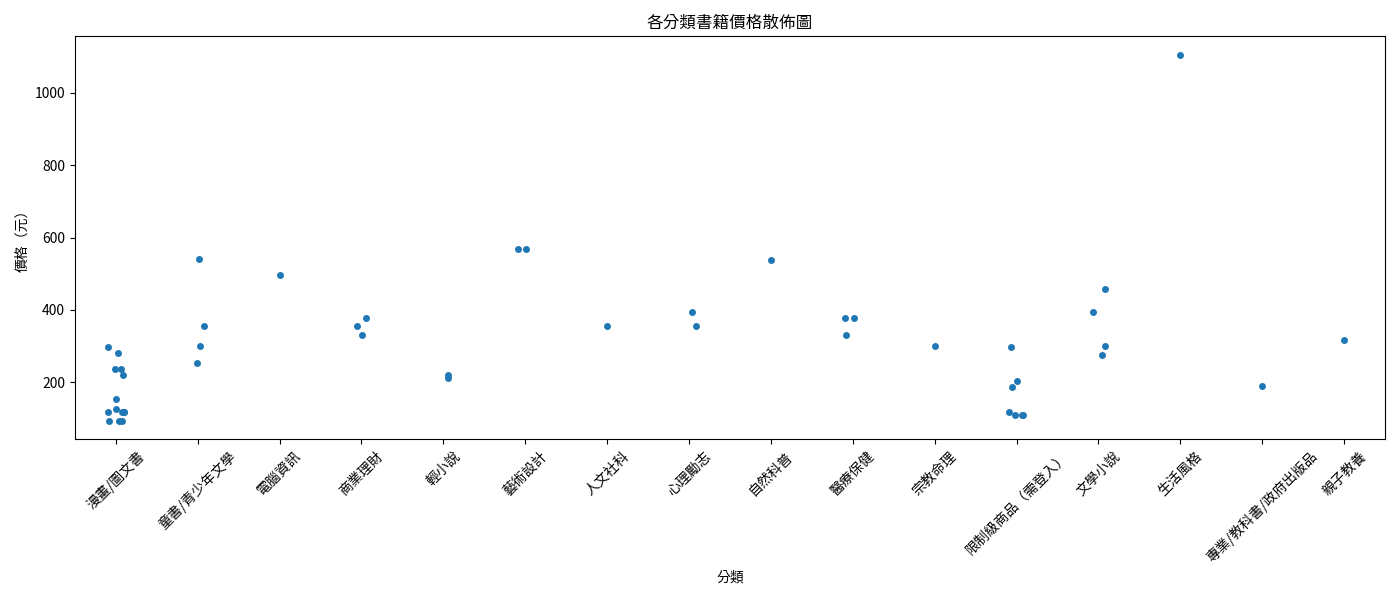 各分類書籍價格散佈圖
1000
800
600
400
200
價格（元）
漫畫/圖文書
童書/青少年文學
電腦資訊
商業理財
輕小說
藝術設計
人文社科
心理勵志
自然科普
醫療保健
宗教命理
限制級商品（需登入）
文學小說
生活風格
專業/教科書/政府出版品
親子教養
分類